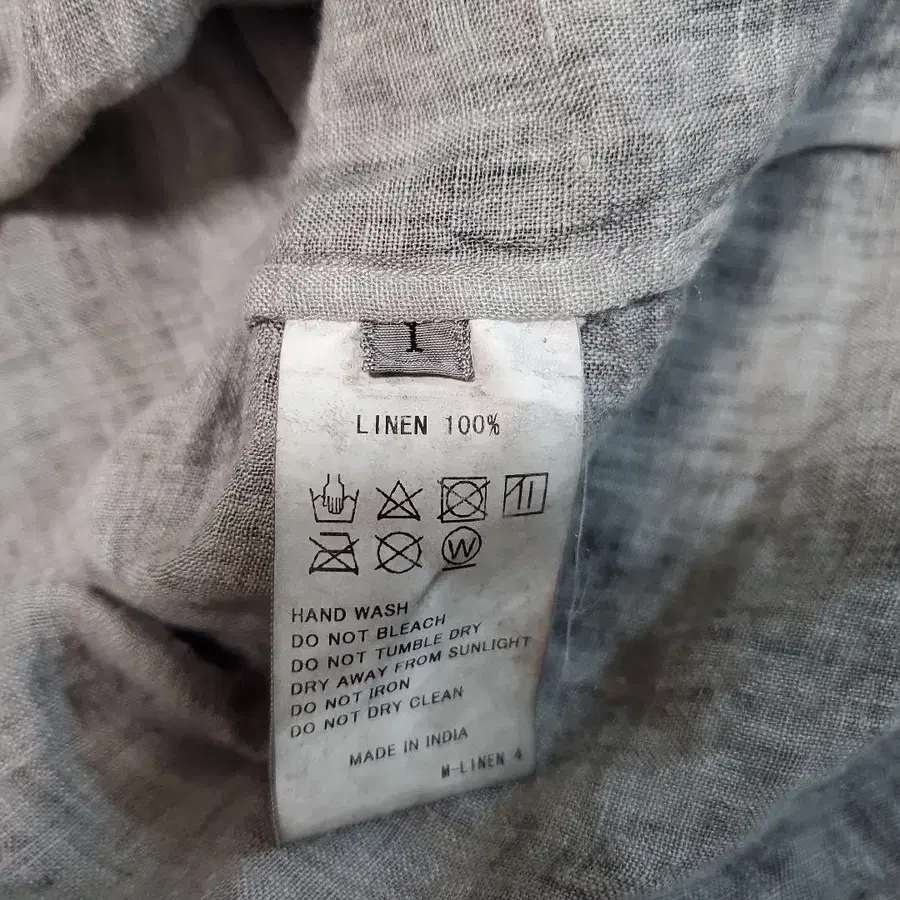 I
LINEN 100%
W
HAND WASH
DO NOT BLEACH
DO NOT TUMBLE DRY
DRY AWAY FROM SUNLIGHT
DO NOT IRON
DO NOT DRY CLEAN
MADE IN INDIA
M-LINEN 4